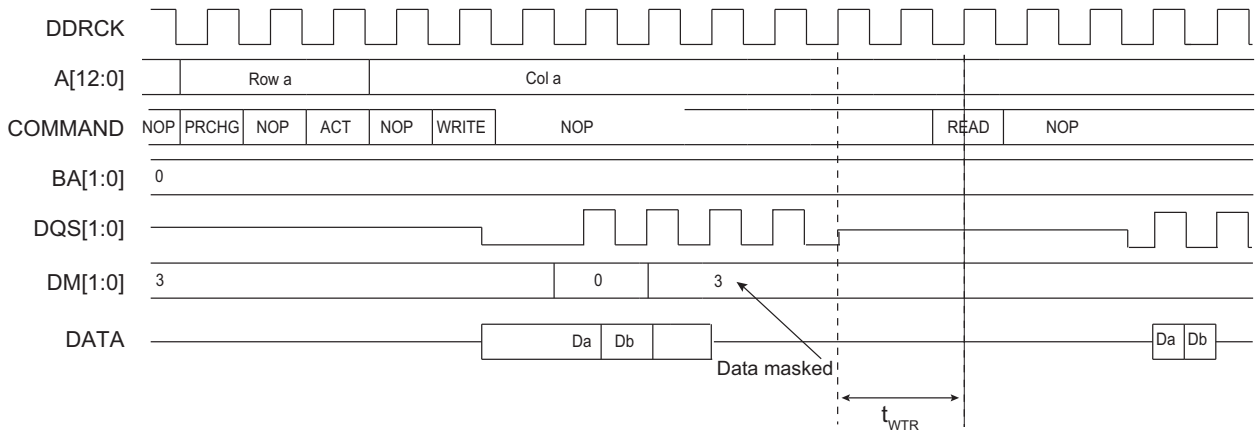 DDRCK
A[12:0] Row a Col a
COMMAND NOP PRCHG NOP ACT NOP WRITE NOP READ NOP
BA[1:0] 0
DQS[1:0]
DM[1:0] 3 0 3
DATA Da Db Da Db
Data masked
tWTR